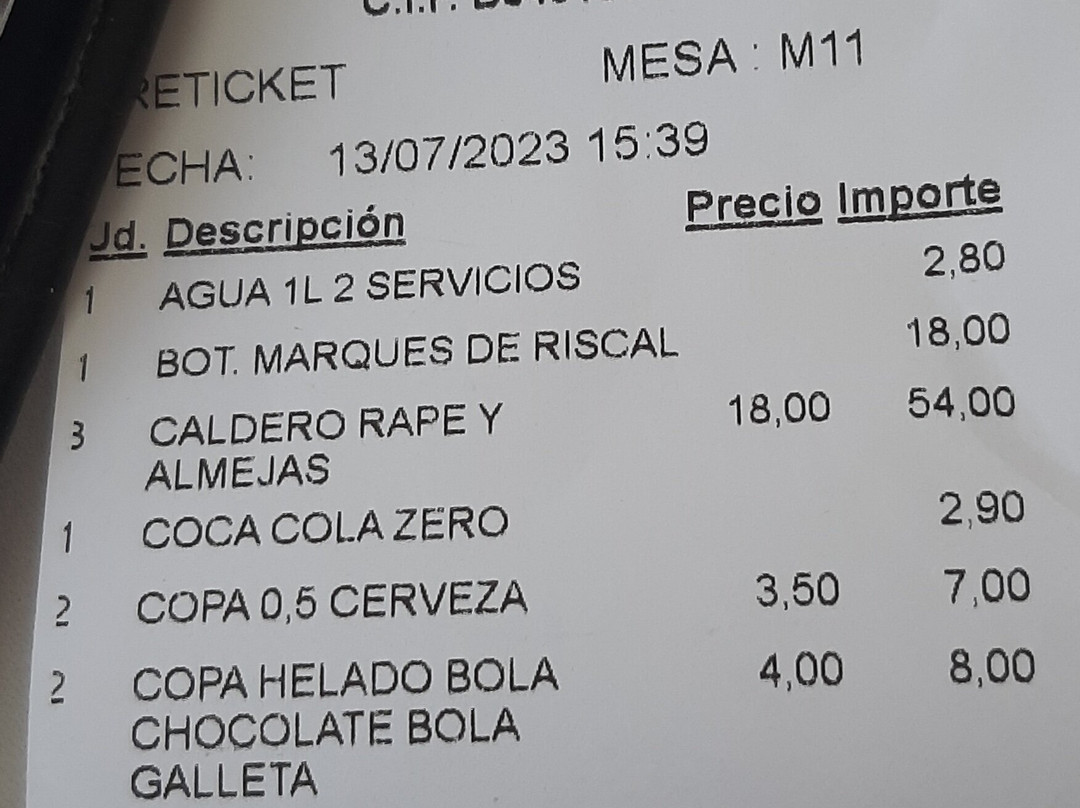 RETICKET MESA : M11
ECHA: 13/07/2023 15:39
Jd. Descripción Precio Importe
1 AGUA 1L 2 SERVICIOS 2,80
1 BOT. MARQUES DE RISCAL 18,00
3 CALDERO RAPE Y 18,00 54,00
ALMEJAS
1 COCA COLA ZERO 2,90
2 COPA 0,5 CERVEZA 3,50 7,00
2 COPA HELADO BOLA 4,00 8,00
CHOCOLATE BOLA
GALLETA